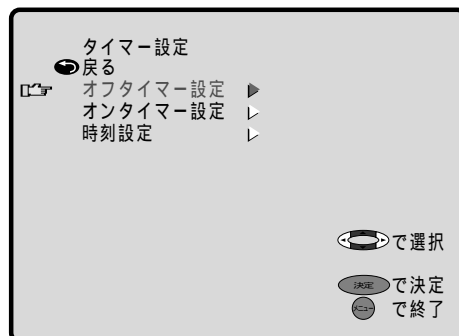 タイマー設定
戻る
オフタイマー設定
オンタイマー設定
時刻設定
で選択
決定 で決定
メニュー で終了